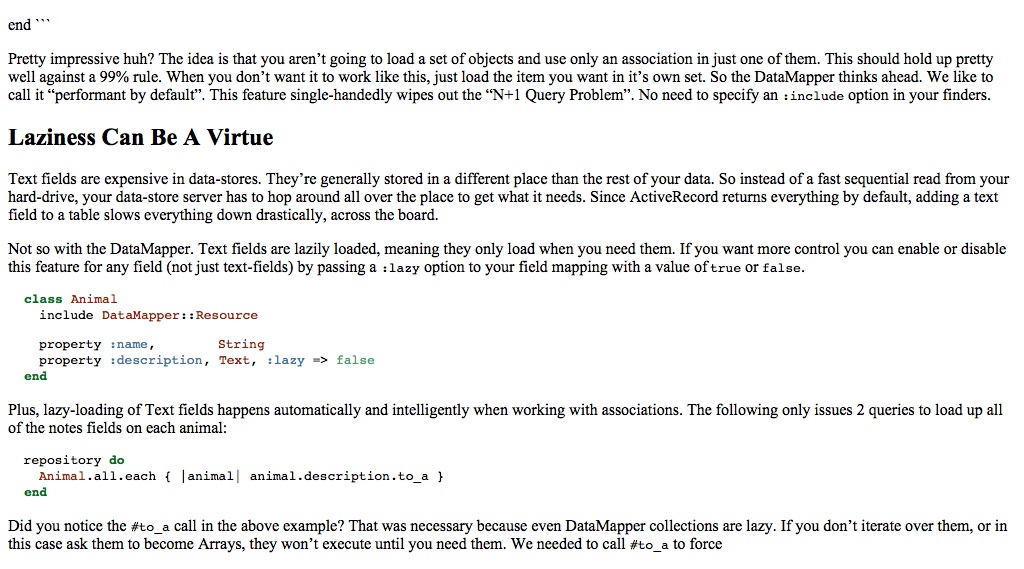 end ```
Pretty impressive huh? The idea is that you aren’t going to load a set of objects and use only an association in just one of them. This should hold up pretty
well against a 99% rule. When you don’t want it to work like this, just load the item you want in it’s own set. So the DataMapper thinks ahead. We like to
call it “performant by default”. This feature single-handedly wipes out the “N+1 Query Problem”. No need to specify an :include option in your finders.
Laziness Can Be A Virtue
Text fields are expensive in data-stores. They’re generally stored in a different place than the rest of your data. So instead of a fast sequential read from your
hard-drive, your data-store server has to hop around all over the place to get what it needs. Since ActiveRecord returns everything by default, adding a text
field to a table slows everything down drastically, across the board.
Not so with the DataMapper. Text fields are lazily loaded, meaning they only load when you need them. If you want more control you can enable or disable
this feature for any field (not just text-fields) by passing a :lazy option to your field mapping with a value of true or false.
class Animal
  include DataMapper::Resource
  property :name,        String
  property :description, Text, :lazy => false
end
Plus, lazy-loading of Text fields happens automatically and intelligently when working with associations. The following only issues 2 queries to load up all
of the notes fields on each animal:
repository do
  Animal.all.each { |animal| animal.description.to_a }
end
Did you notice the #to_a call in the above example? That was necessary because even DataMapper collections are lazy. If you don’t iterate over them, or in
this case ask them to become Arrays, they won’t execute until you need them. We needed to call #to_a to force